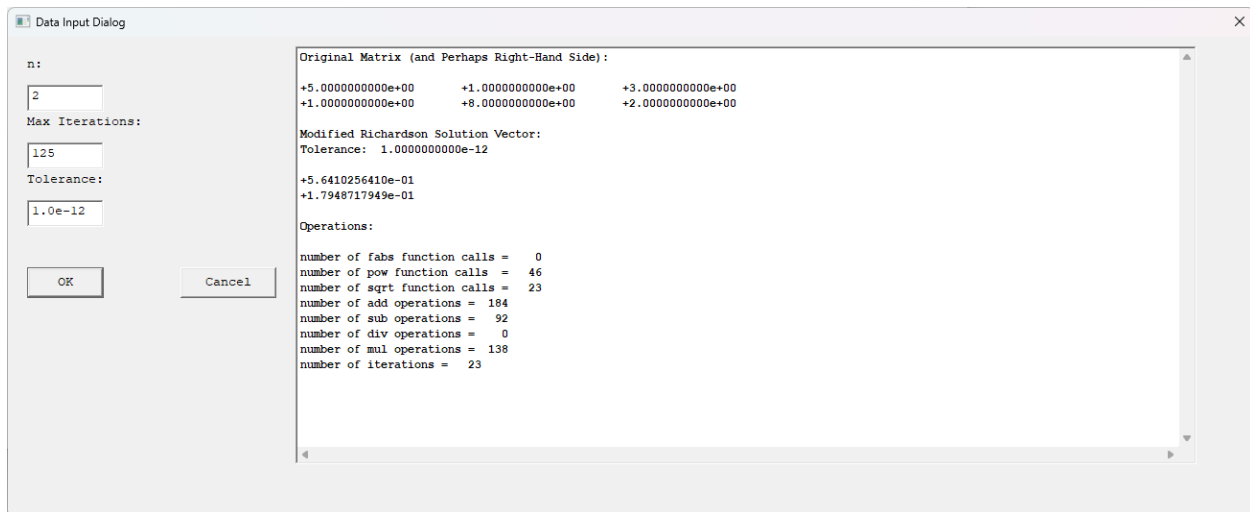 Data Input Dialog
n:
2
Max Iterations:
125
Tolerance:
1.0e-12
OK
Cancel
Original Matrix (and Perhaps Right-Hand Side):
+5.0000000000e+00 +1.0000000000e+00 +3.0000000000e+00
+1.0000000000e+00 +8.0000000000e+00 +2.0000000000e+00
Modified Richardson Solution Vector:
Tolerance: 1.0000000000e-12
+5.6410256410e-01
+1.7948717949e-01
Operations:
number of fabs function calls = 0
number of pow function calls = 46
number of sqrt function calls = 23
number of add operations = 184
number of sub operations = 92
number of div operations = 0
number of mul operations = 138
number of iterations = 23